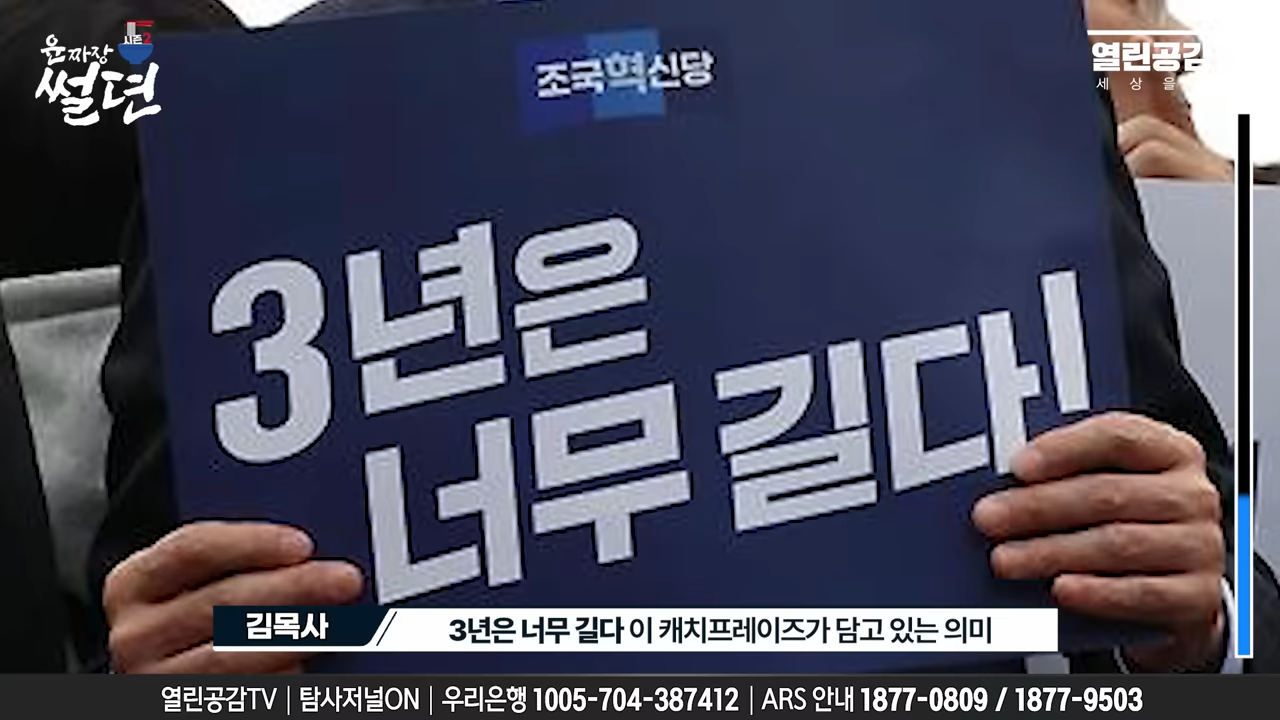 윤짜장
시즌2
썰뎐
열린공감
세 상 을
조국혁신당
3년은
너무 길다!
김목사
3년은 너무 길다 이 캐치프레이즈가 담고 있는 의미
열린공감TV | 탐사저널ON | 우리은행 1005-704-387412 | ARS 안내 1877-0809 / 1877-9503